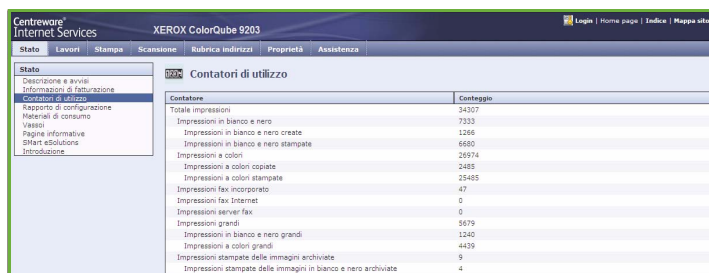 Centreware®
Internet Services
XEROX ColorQube 9203
Login | Home page | Indice | Mappa sito
Stato Lavori Stampa Scansione Rubrica indirizzi Proprietà Assistenza
Stato
Descrizione e avvisi
Informazioni di fatturazione
Contatori di utilizzo
Rapporto di configurazione
Materiali di consumo
Vassoi
Pagine informative
SMart eSolutions
Introduzione
Contatori di utilizzo
Contatore Conteggio
Totale impressioni 34307
Impressioni in bianco e nero 7333
Impressioni in bianco e nero create 1266
Impressioni in bianco e nero stampate 6680
Impressioni a colori 26974
Impressioni a colori copiate 2485
Impressioni a colori stampate 25485
Impressioni fax incorporato 47
Impressioni fax Internet 0
Impressioni server fax 0
Impressioni grandi 5679
Impressioni in bianco e nero grandi 1240
Impressioni a colori grandi 4439
Impressioni stampate delle immagini archiviate 9
Impressioni stampate delle immagini in bianco e nero archiviate 4